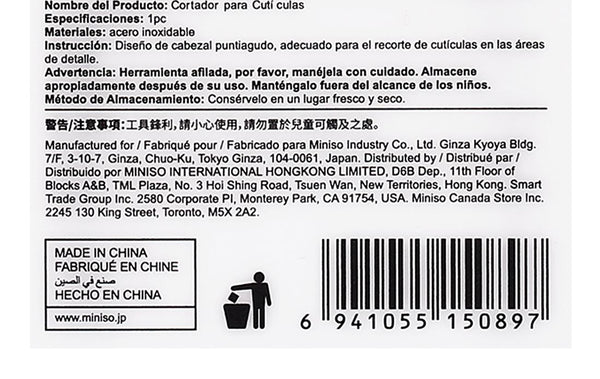 Nombre del Producto: Cortador para Cutí culas
Especificaciones: 1pc
Materiales: acero inoxidable
Instrucción: Diseño de cabezal puntiagudo, adecuado para el recorte de cutículas en las áreas
de detalle.
Advertencia: Herramienta afilada, por favor, manéjela con cuidado. Almacene
apropiadamente después de su uso. Manténgalo fuera del alcance de los niños.
Método de Almacenamiento: Consérvelo en un lugar fresco y seco.
警告/注意事項:工具鋒利,請小心使用,請勿置於兒童可觸及之處。
Manufactured for / Fabriqué pour / Fabricado para Miniso Industry Co., Ltd. Ginza Kyoya Bldg.
7/F, 3-10-7, Ginza, Chuo-Ku, Tokyo Ginza, 104-0061, Japan. Distributed by / Distribué par /
Distribuido por MINISO INTERNATIONAL HONGKONG LIMITED, D6B Dep., 11th Floor of
Blocks A&B, TML Plaza, No. 3 Hoi Shing Road, Tsuen Wan, New Territories, Hong Kong. Smart
Trade Group Inc. 2580 Corporate Pl, Monterey Park, CA 91754, USA. Miniso Canada Store Inc.
2245 130 King Street, Toronto, M5X 2A2.
MADE IN CHINA
FABRIQUÉ EN CHINE
صنع في الصين
HECHO EN CHINA
www.miniso.jp
6 941055 150897